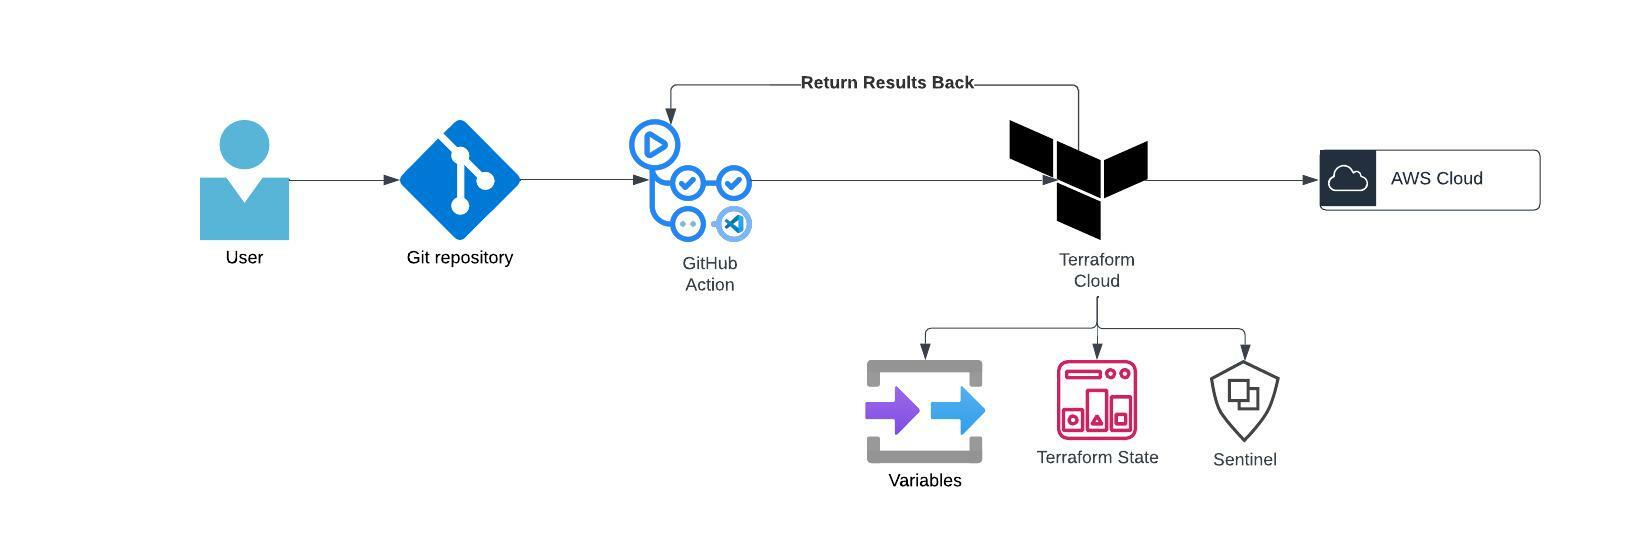 Return Results Back
User
Git repository
GitHub
Action
Terraform
Cloud
AWS Cloud
Variables
Terraform State
Sentinel